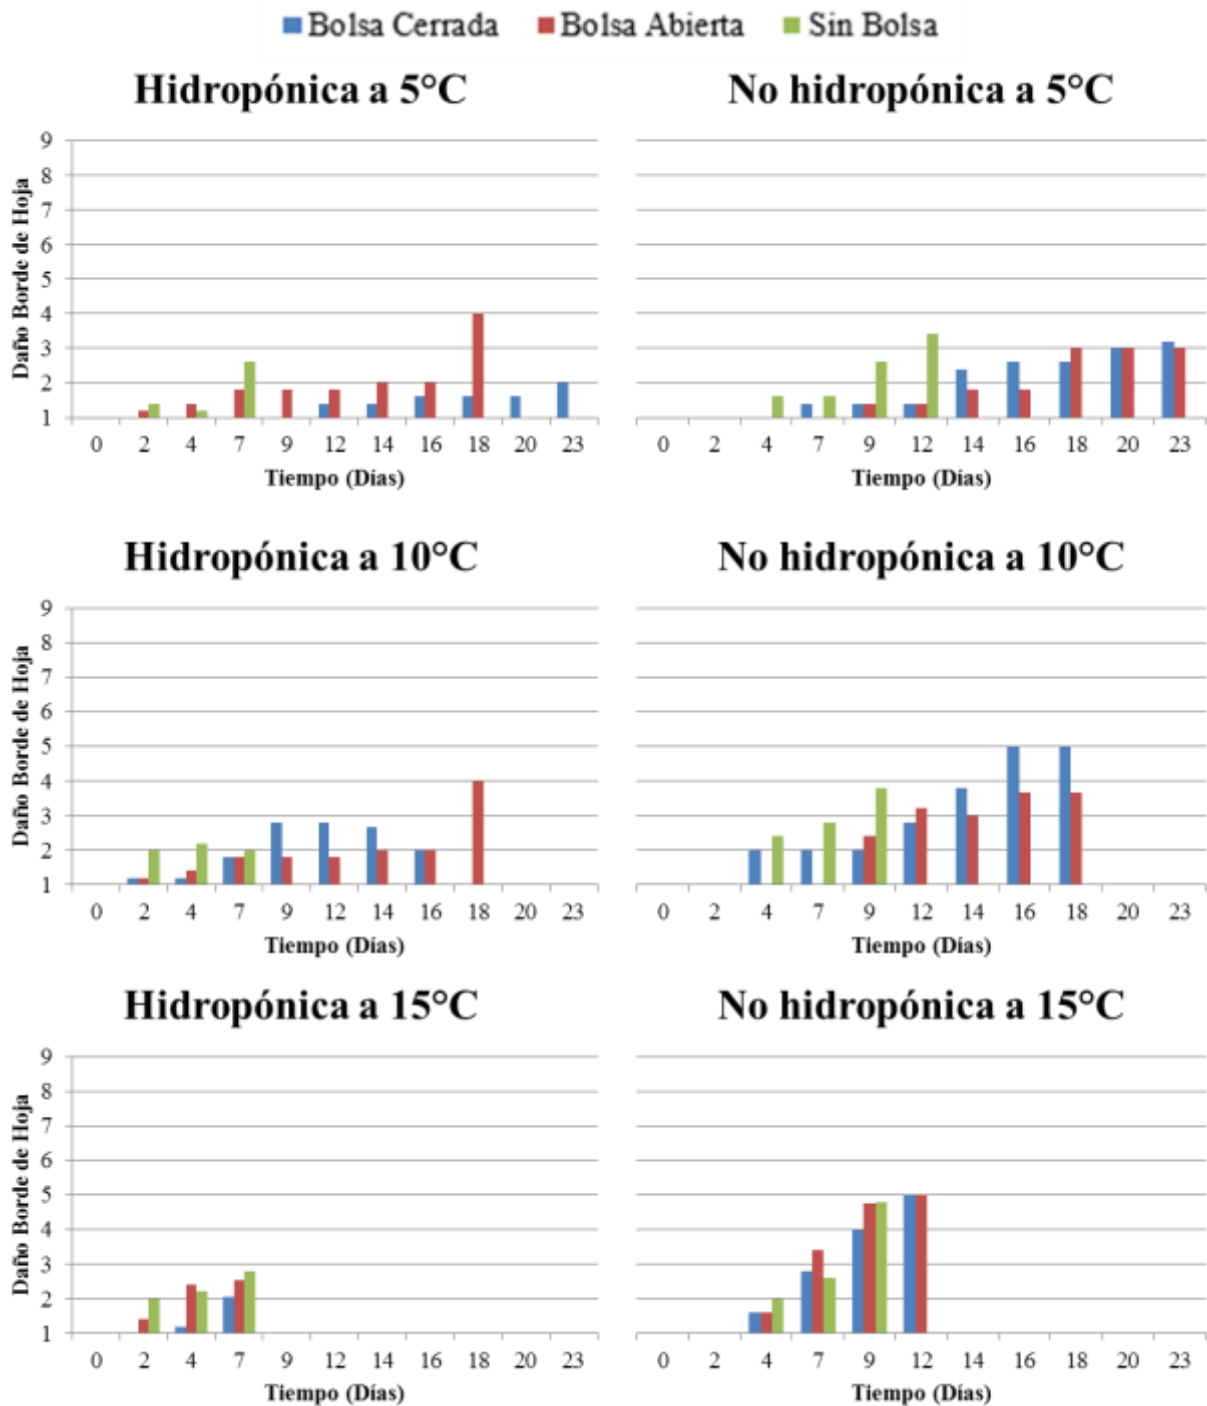 Bolsa Cerrada Bolsa Abierta Sin Bolsa
Hidropónica a 5°C
9
8
7
6
5
4
3
2
1
Daño Borde de Hoja
0 2 4 7 9 12 14 16 18 20 23
Tiempo (Días)
No hidropónica a 5°C
0 2 4 7 9 12 14 16 18 20 23
Tiempo (Días)
Hidropónica a 10°C
9
8
7
6
5
4
3
2
1
Daño Borde de Hoja
0 2 4 7 9 12 14 16 18 20 23
Tiempo (Días)
No hidropónica a 10°C
0 2 4 7 9 12 14 16 18 20 23
Tiempo (Días)
Hidropónica a 15°C
9
8
7
6
5
4
3
2
1
Daño Borde de Hoja
0 2 4 7 9 12 14 16 18 20 23
Tiempo (Días)
No hidropónica a 15°C
0 2 4 7 9 12 14 16 18 20 23
Tiempo (Días)